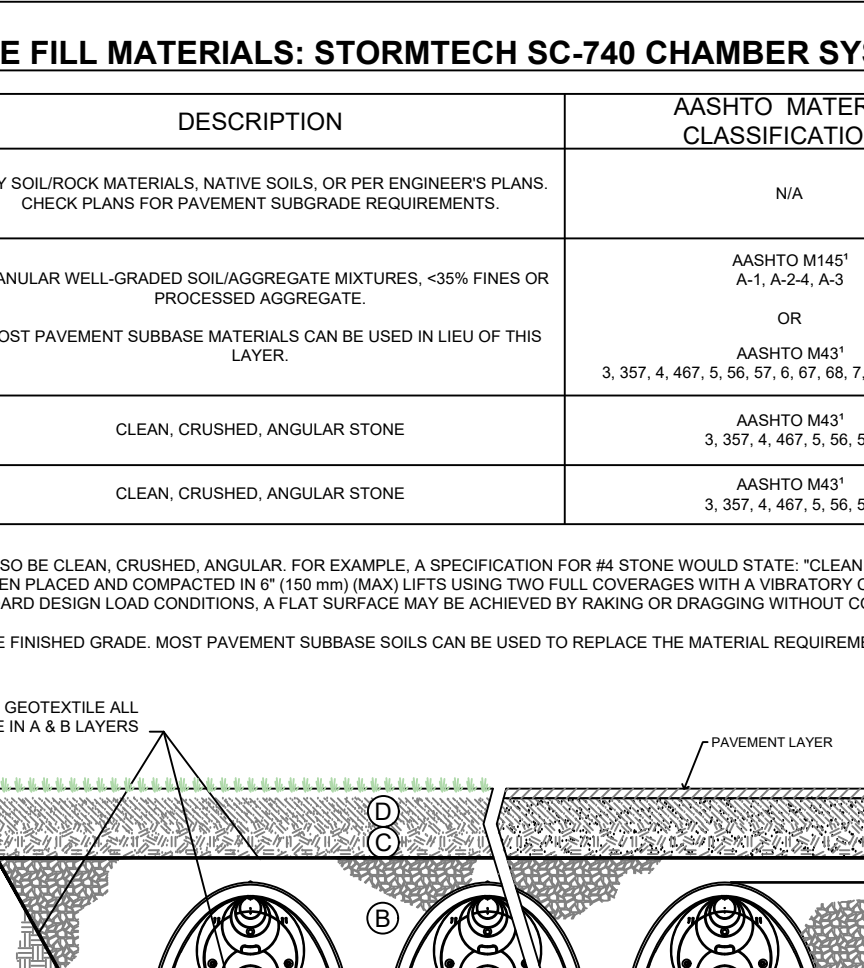 E FILL MATERIALS: STORMTECH SC-740 CHAMBER SYS
DESCRIPTION
AASHTO MATER
CLASSIFICATIO
Y SOIL/ROCK MATERIALS, NATIVE SOILS, OR PER ENGINEER'S PLANS.
CHECK PLANS FOR PAVEMENT SUBGRADE REQUIREMENTS.
N/A
ANULAR WELL-GRADED SOIL/AGGREGATE MIXTURES, <35% FINES OR
PROCESSED AGGREGATE.
OST PAVEMENT SUBBASE MATERIALS CAN BE USED IN LIEU OF THIS
LAYER.
AASHTO M145¹
A-1, A-2-4, A-3
OR
AASHTO M43¹
3, 357, 4, 467, 5, 56, 57, 6, 67, 68, 7,
CLEAN, CRUSHED, ANGULAR STONE
AASHTO M43¹
3, 357, 4, 467, 5, 56, 5
CLEAN, CRUSHED, ANGULAR STONE
AASHTO M43¹
3, 357, 4, 467, 5, 56, 5
SO BE CLEAN, CRUSHED, ANGULAR. FOR EXAMPLE, A SPECIFICATION FOR #4 STONE WOULD STATE: "CLEAN
EN PLACED AND COMPACTED IN 6" (150 mm) (MAX) LIFTS USING TWO FULL COVERAGES WITH A VIBRATORY C
ARD DESIGN LOAD CONDITIONS, A FLAT SURFACE MAY BE ACHIEVED BY RAKING OR DRAGGING WITHOUT CO
E FINISHED GRADE. MOST PAVEMENT SUBBASE SOILS CAN BE USED TO REPLACE THE MATERIAL REQUIREME
GEOTEXTILE ALL
E IN A & B LAYERS
PAVEMENT LAYER
D
C
B